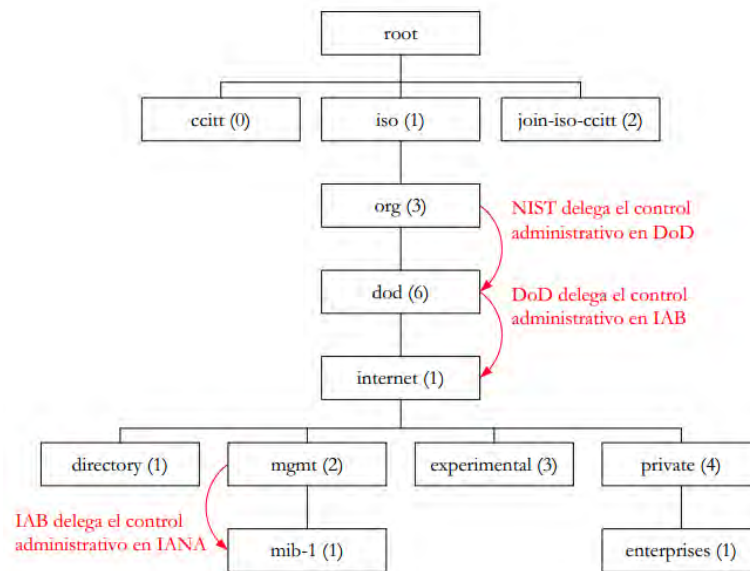 root
ccitt (0)
iso (1)
join-iso-ccitt (2)
org (3)
NIST delega el control
administrativo en DoD
dod (6)
DoD delega el control
administrativo en IAB
internet (1)
directory (1)
mgmt (2)
experimental (3)
private (4)
IAB delega el control
administrativo en IANA
mib-1 (1)
enterprises (1)